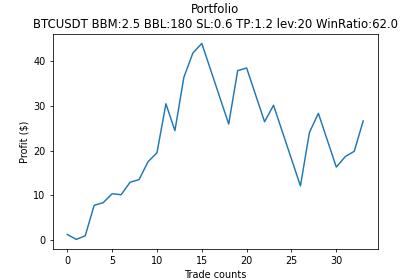 Portfolio
BTCUSDT BBM:2.5 BBL:180 SL:0.6 TP:1.2 lev:20 WinRatio:62.0
40
30
20
10
0
Profit ($)
0 5 10 15 20 25 30
Trade counts